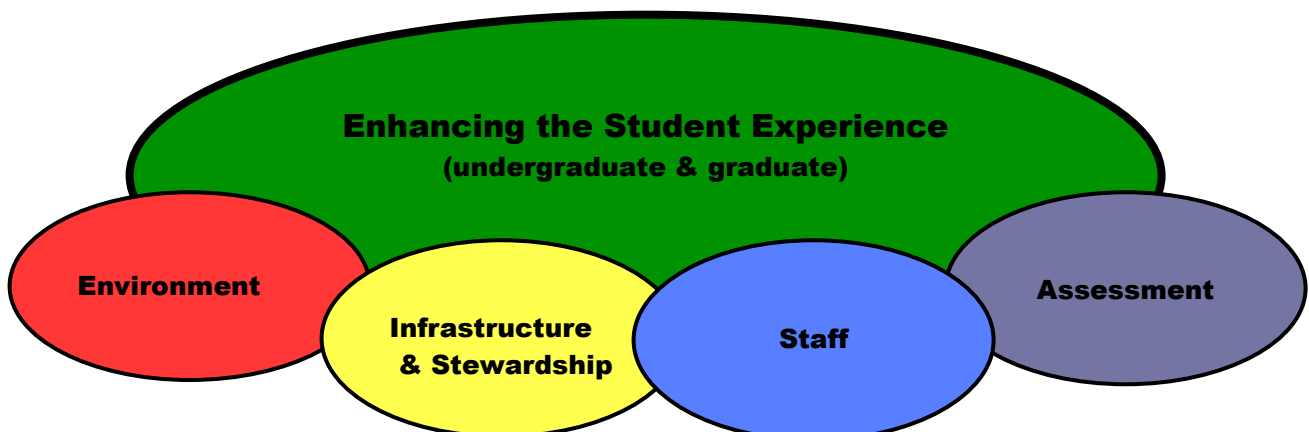 Enhancing the Student Experience
(undergraduate & graduate)
Environment
Infrastructure
& Stewardship
Staff
Assessment